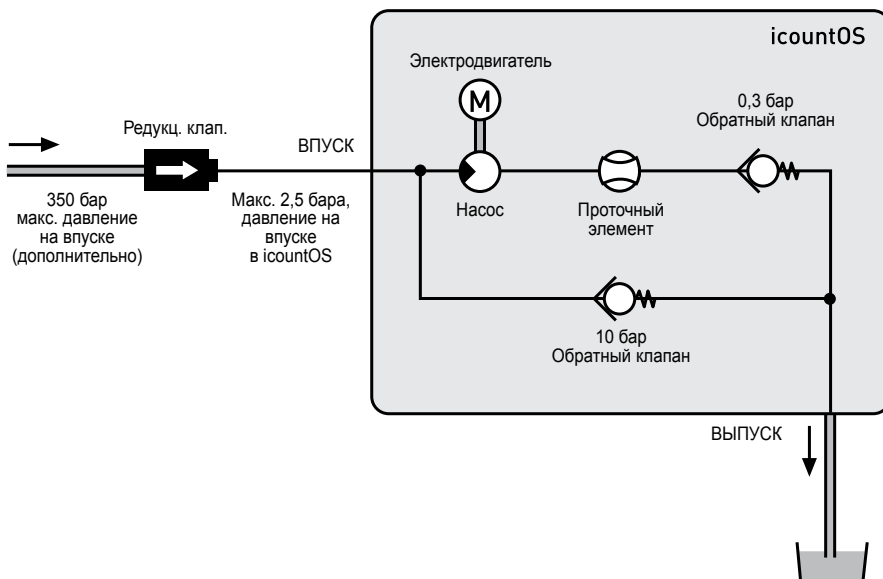 icountOS
Электродвигатель
M
0,3 бар
Обратный клапан
Редукц. клап.
ВПУСК
350 бар
макс. давление
на впуске
(дополнительно)
Макс. 2,5 бара,
давление на
впуске
в icountOS
Насос
Проточный
элемент
10 бар
Обратный клапан
ВЫПУСК